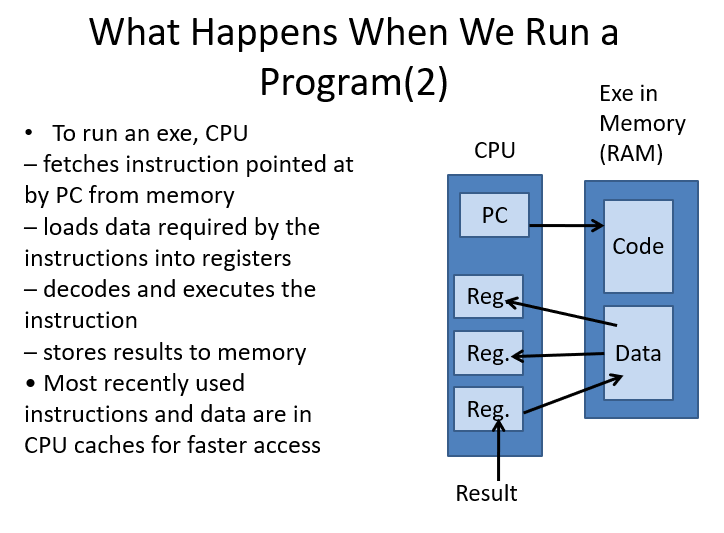 What Happens When We Run a
Program(2)
• To run an exe, CPU
– fetches instruction pointed at
by PC from memory
– loads data required by the
instructions into registers
– decodes and executes the
instruction
– stores results to memory
• Most recently used
instructions and data are in
CPU caches for faster access
CPU
Exe in
Memory
(RAM)
PC
Code
Reg.
Reg.
Data
Reg.
Result